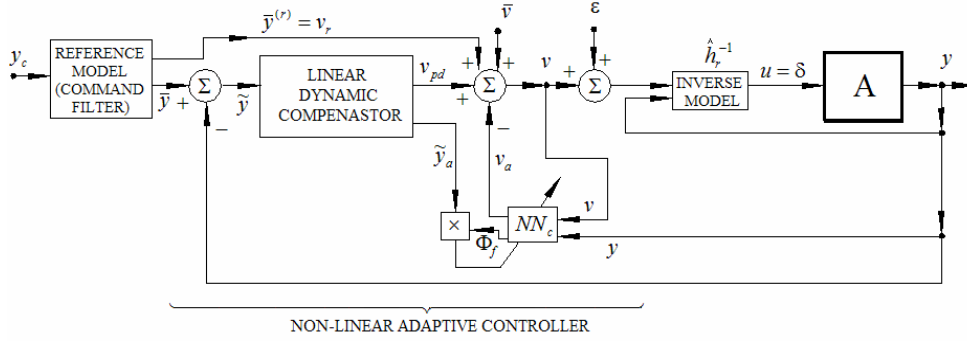 y_c
REFERENCE
MODEL
(COMMAND
FILTER)
ȳ^(r) = v_r
ȳ
+
Σ
−
ỹ
LINEAR
DYNAMIC
COMPENASTOR
v_pd
ỹ_a
v̄
+
+
+
Σ
−
v_a
v
ε
+
+
Σ
ĥ_r^{-1}
INVERSE
MODEL
u = δ
A
y
×
Φ_f
NN_c
v
y
NON-LINEAR ADAPTIVE CONTROLLER